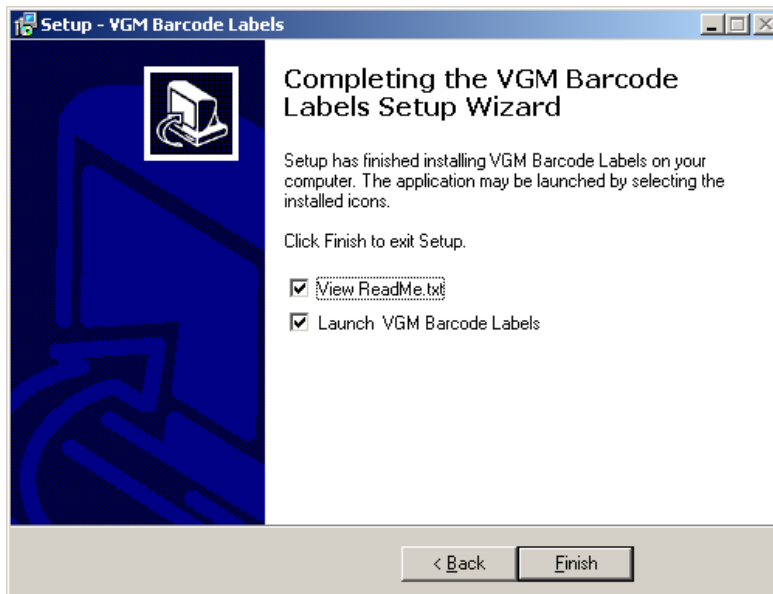 Setup - VGM Barcode Labels
Completing the VGM Barcode
Labels Setup Wizard
Setup has finished installing VGM Barcode Labels on your
computer. The application may be launched by selecting the
installed icons.
Click Finish to exit Setup.
View ReadMe.txt
Launch VGM Barcode Labels
< Back
Finish